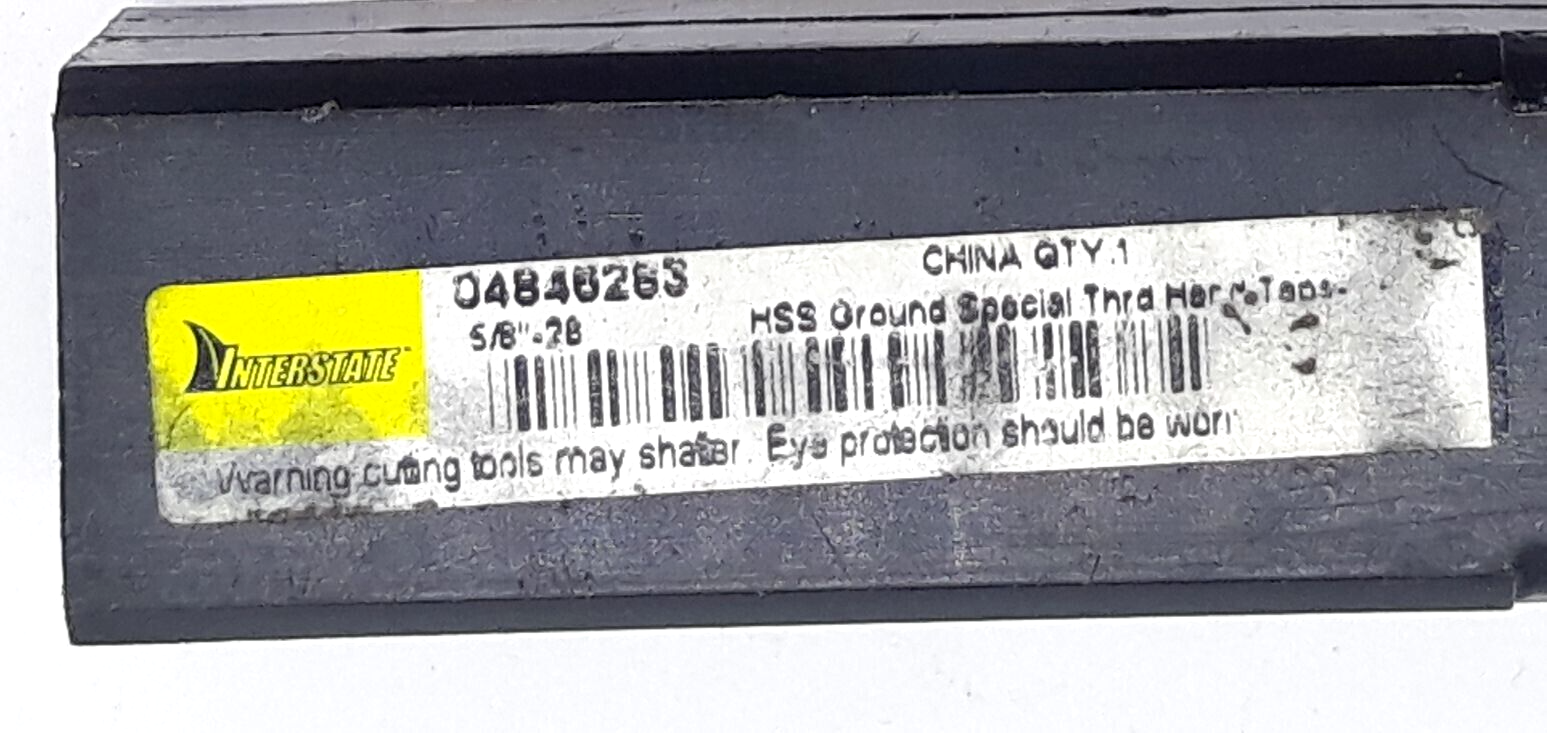 INTERSTATE
CHINA QTY.1
5/8"-28
HSS Ground Special Thrd
Warning cutting tools may shatter. Eye protection should be worn